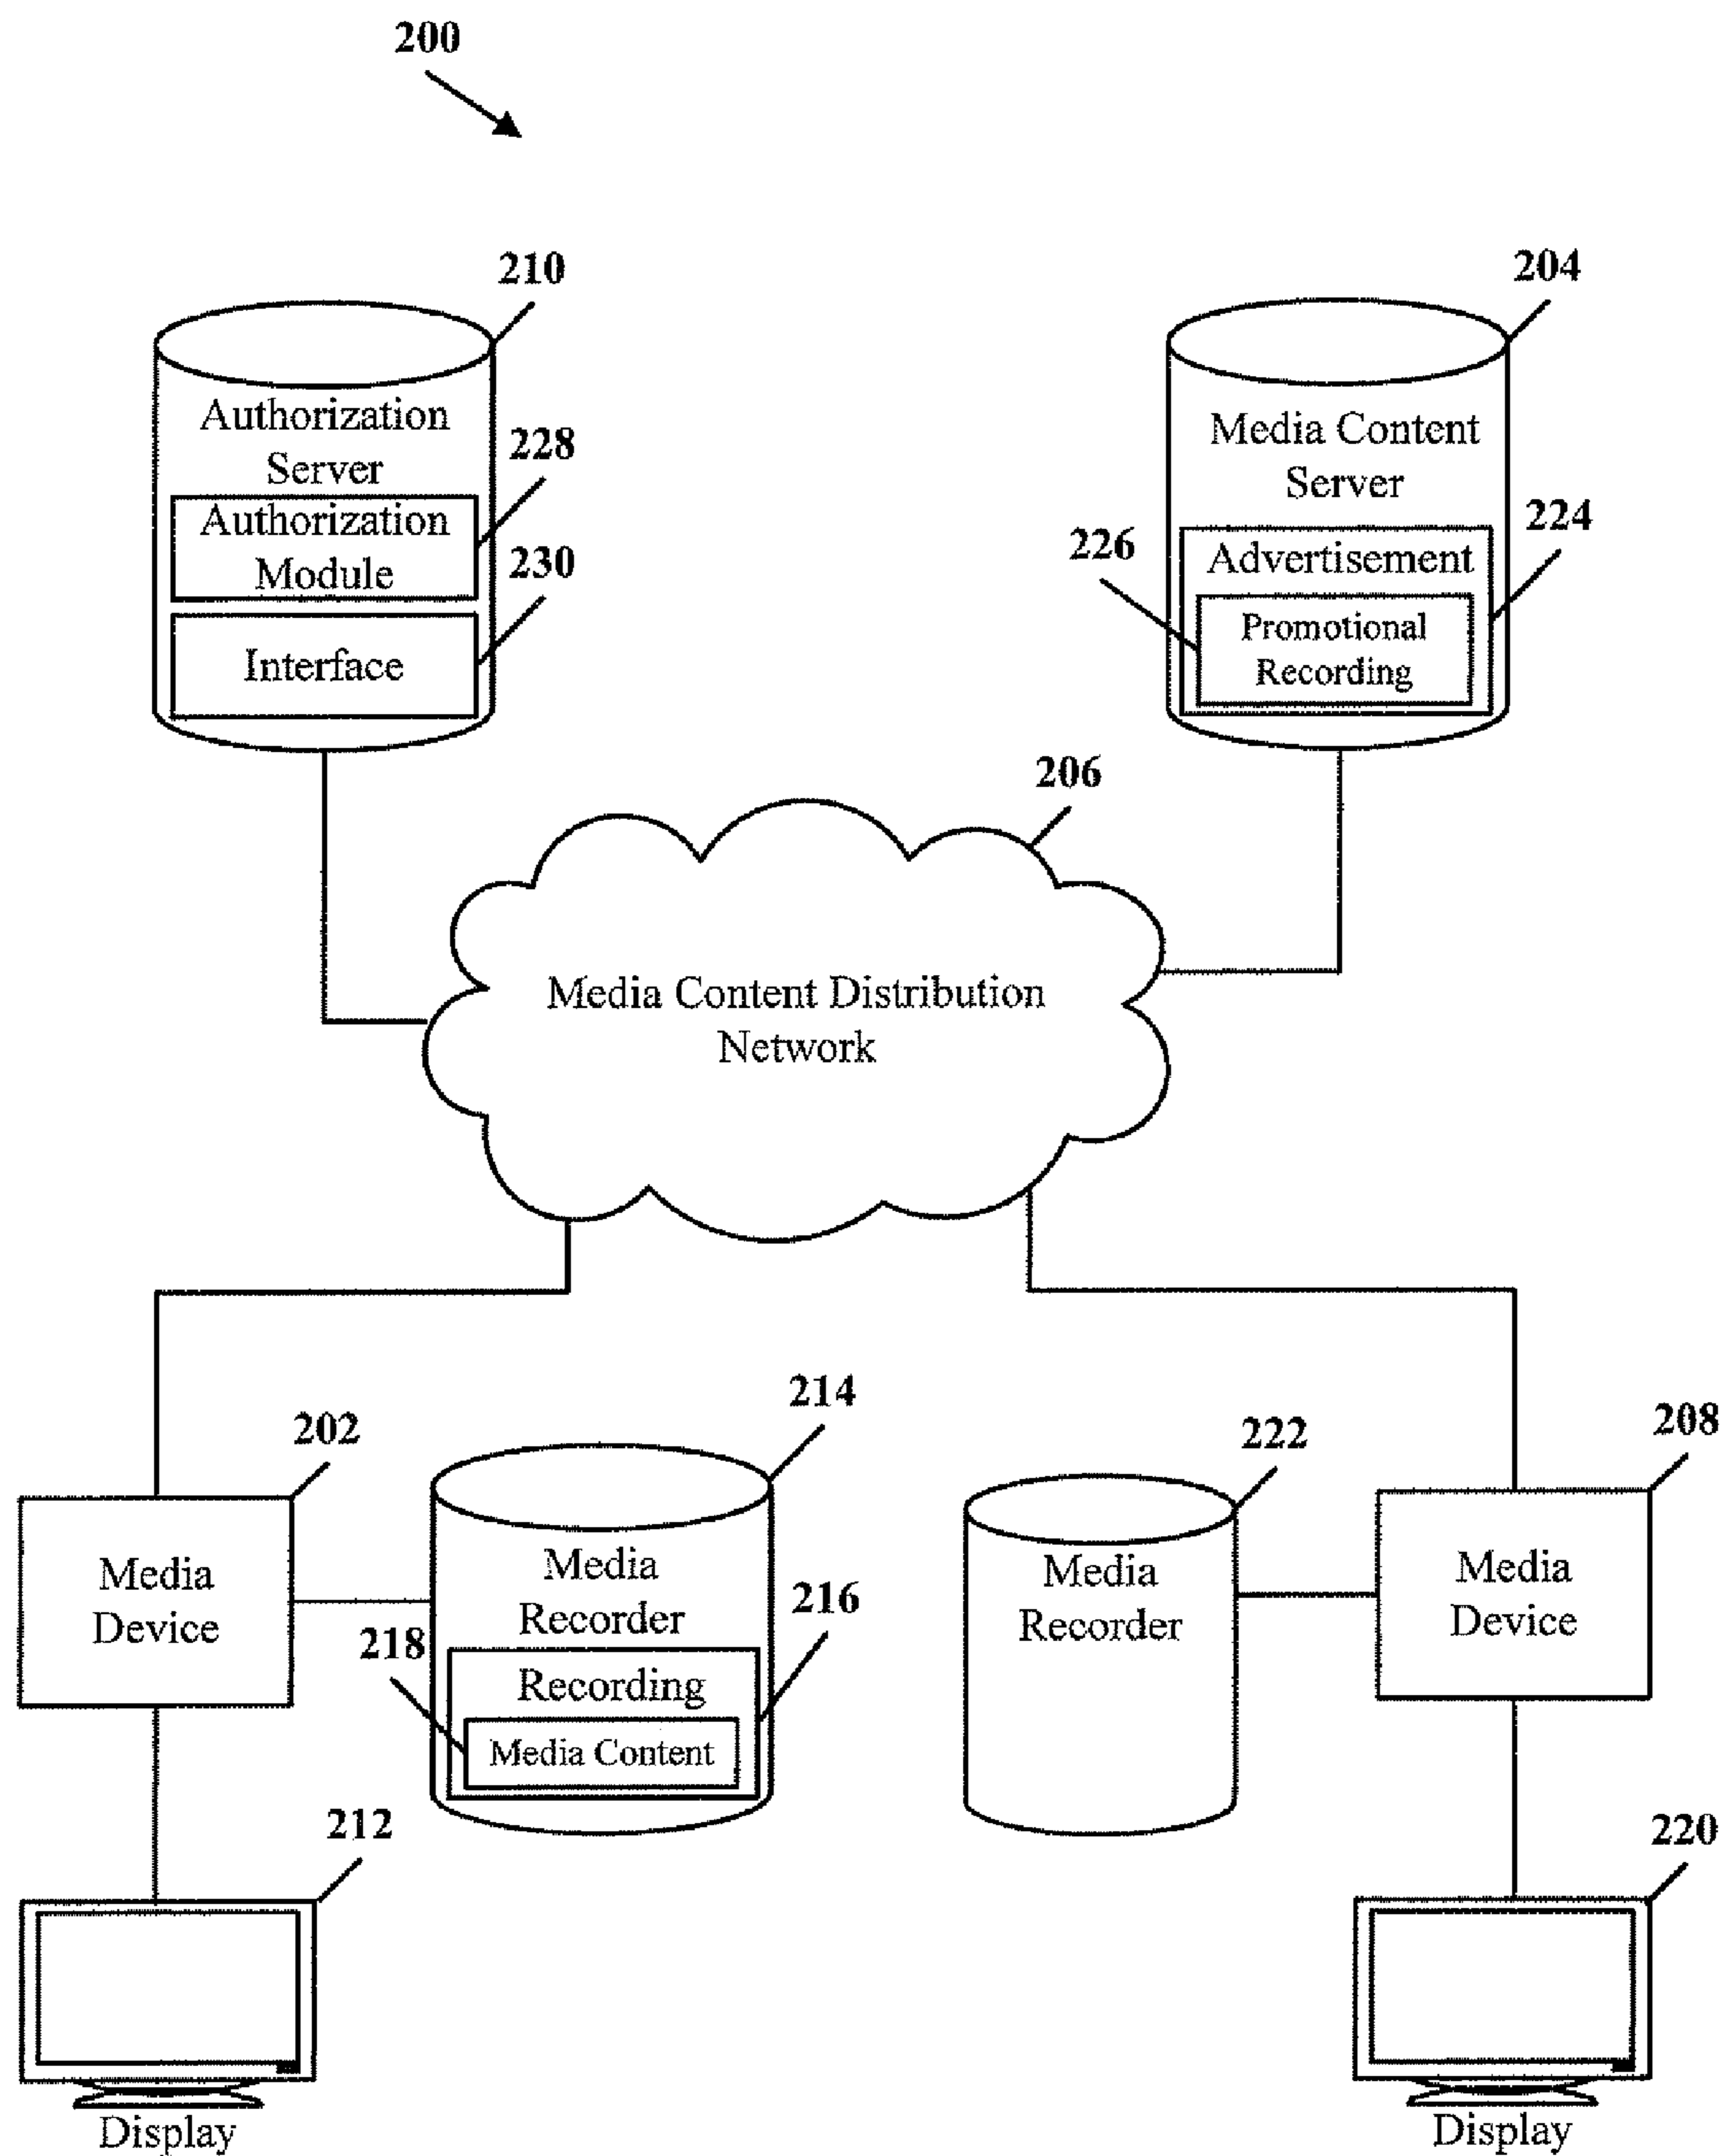 200
210
204
Authorization
Server
228
Authorization
Module
230
Interface
Media Content
Server
224
226
Advertisement
Promotional
Recording
206
Media Content Distribution
Network
202
214
222
208
Media
Device
Media
Recorder
216
218
Recording
Media Content
Media
Recorder
Media
Device
212
220
Display
Display